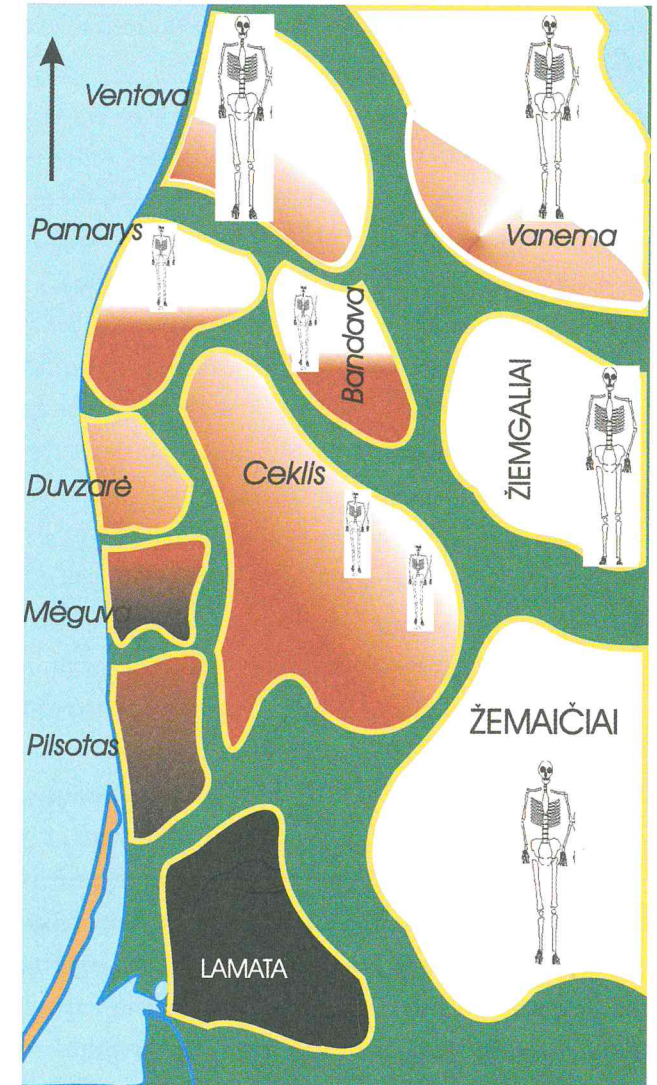 Ventava
Pamarys
Vanema
Bandava
ŽIEMGALIAI
Duvzarė
Ceklis
Mėguva
ŽEMAIČIAI
Pilsotas
LAMATA